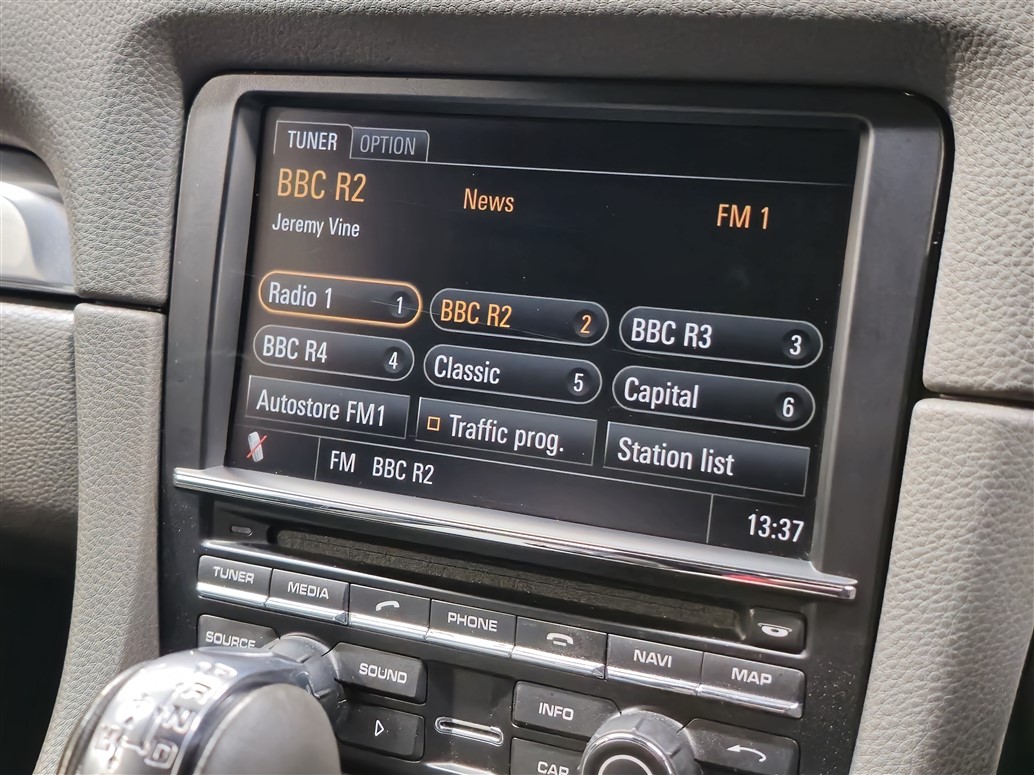 TUNER OPTION
BBC R2 News FM 1
Jeremy Vine
Radio 1 1 BBC R2 2 BBC R3 3
BBC R4 4 Classic 5 Capital 6
Autostore FM1 Traffic prog. Station list
FM BBC R2
13:37
TUNER MEDIA PHONE NAVI MAP
SOURCE SOUND INFO
CAR